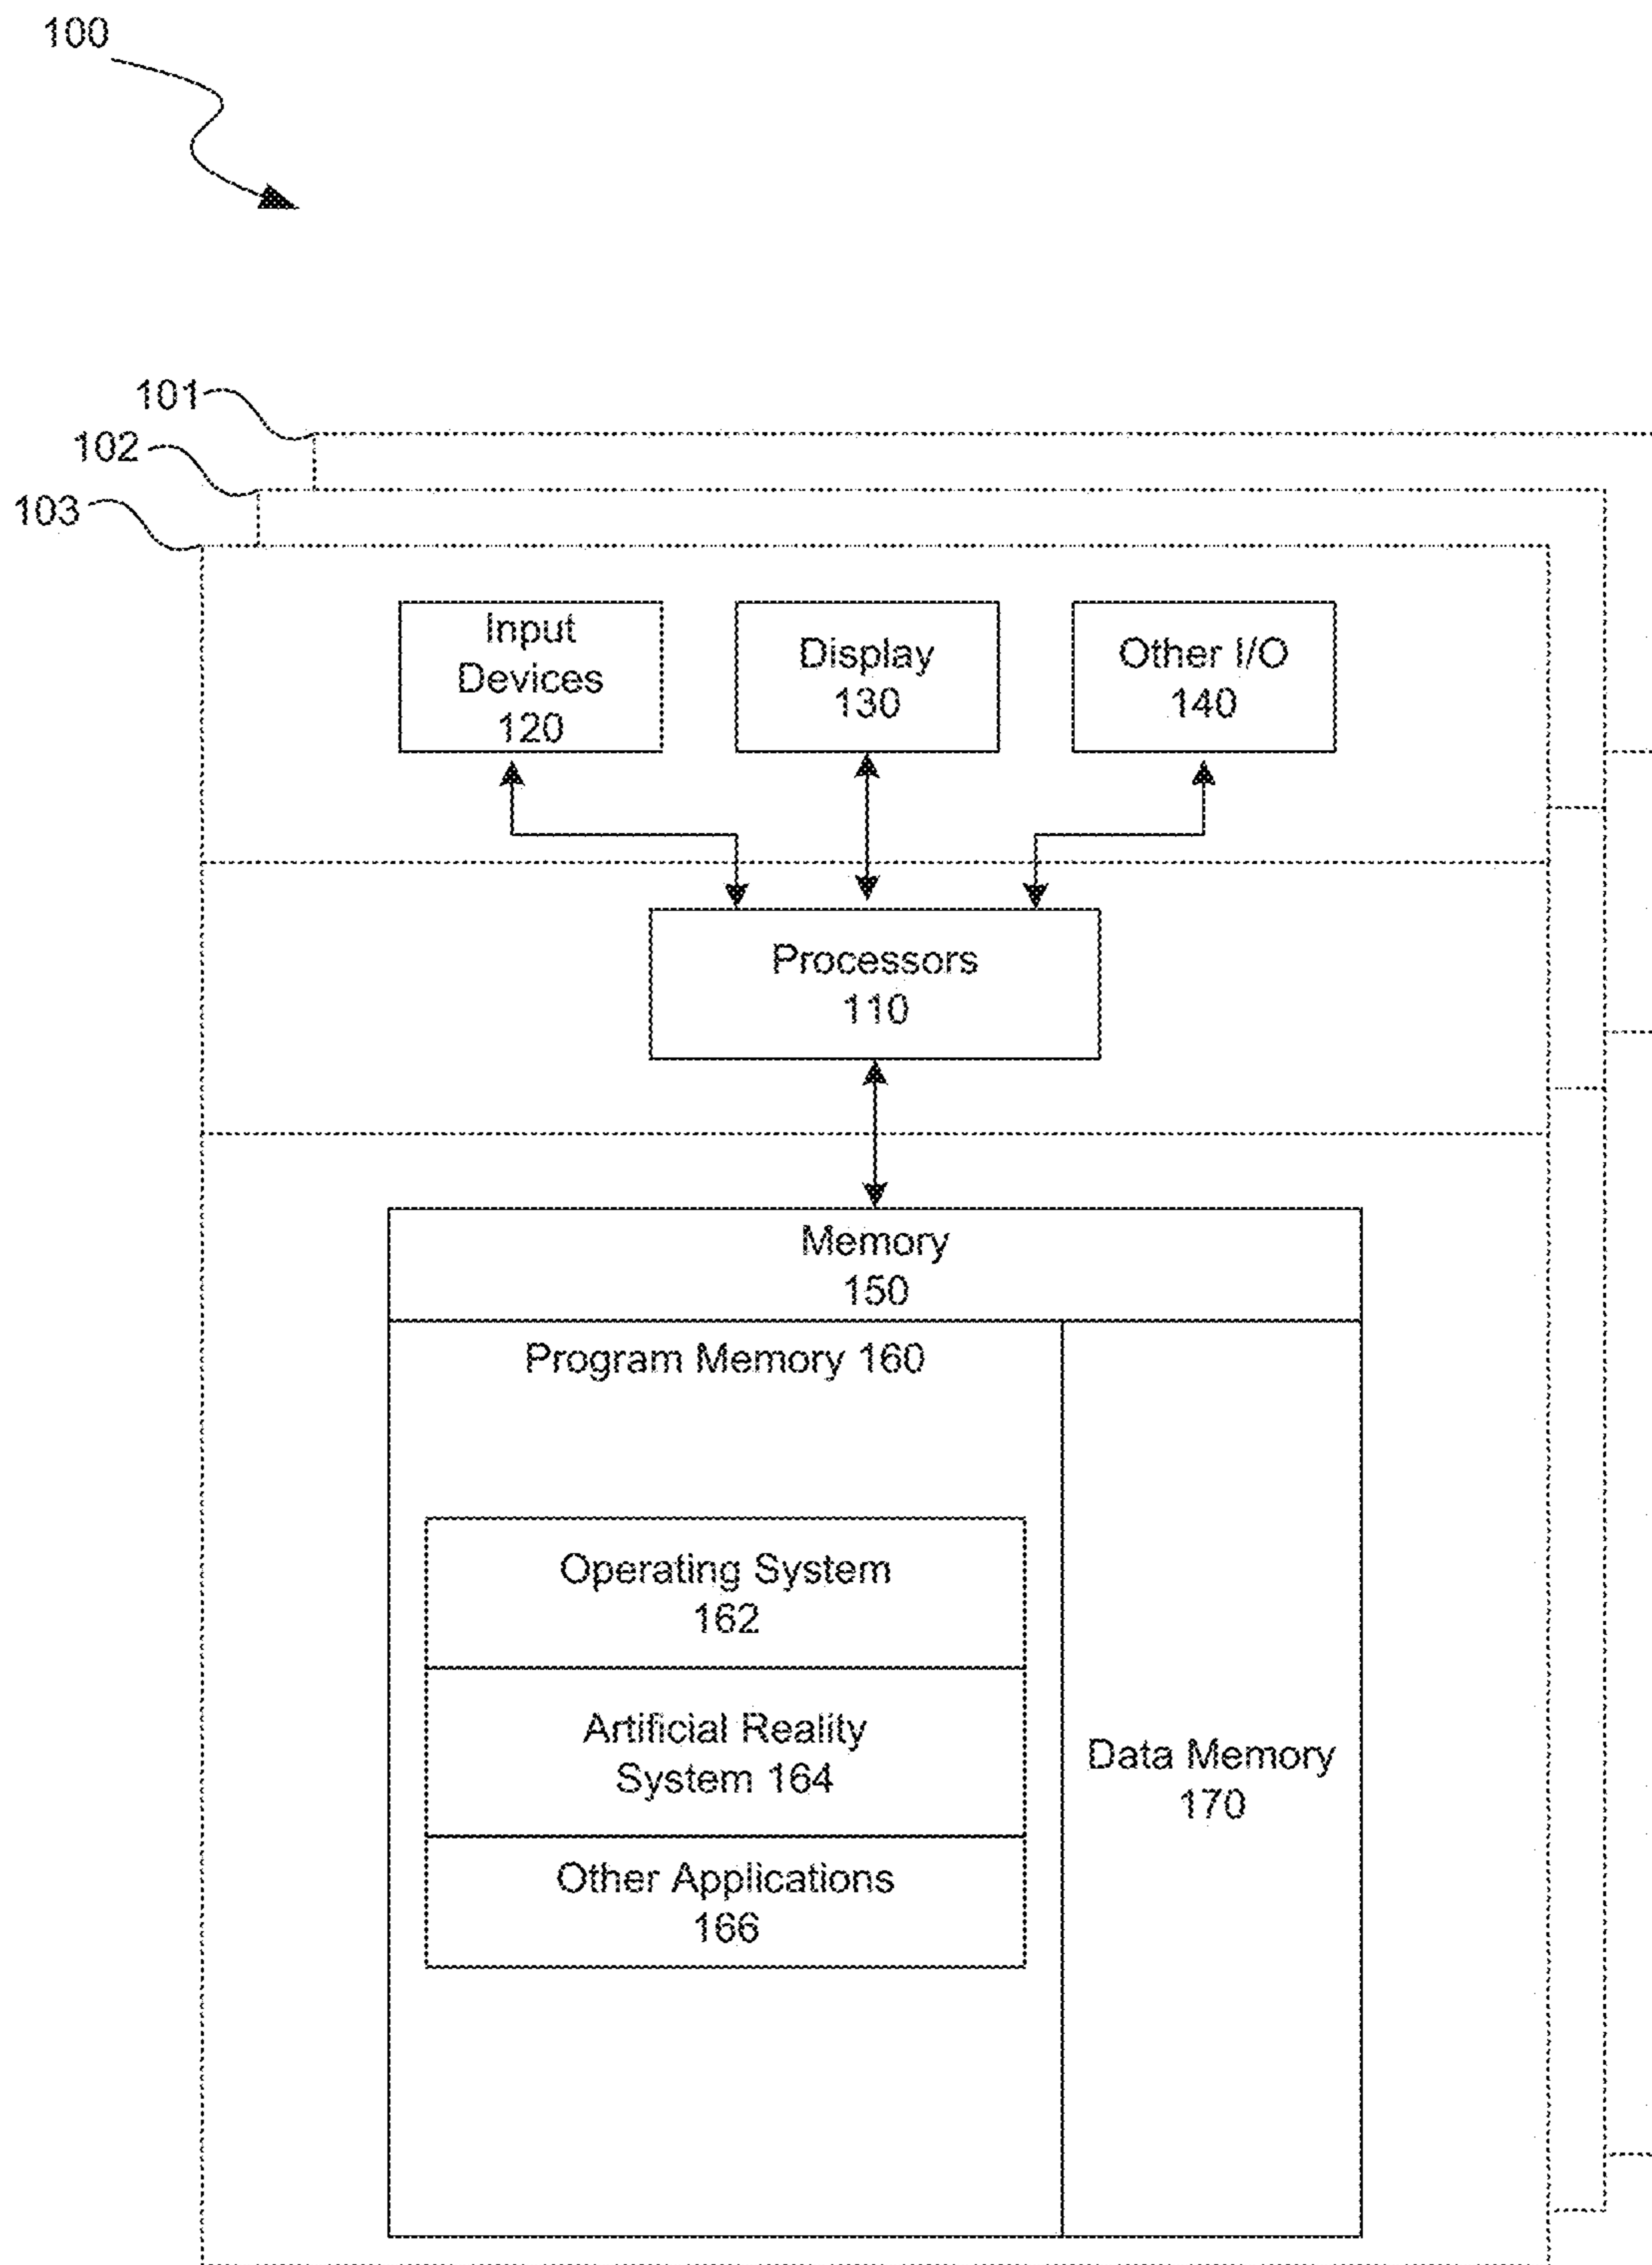 100
101
102
103
Input
Devices
120
Display
130
Other I/O
140
Processors
110
Memory
150
Program Memory 160
Operating System
162
Artificial Reality
System 164
Other Applications
166
Data Memory
170